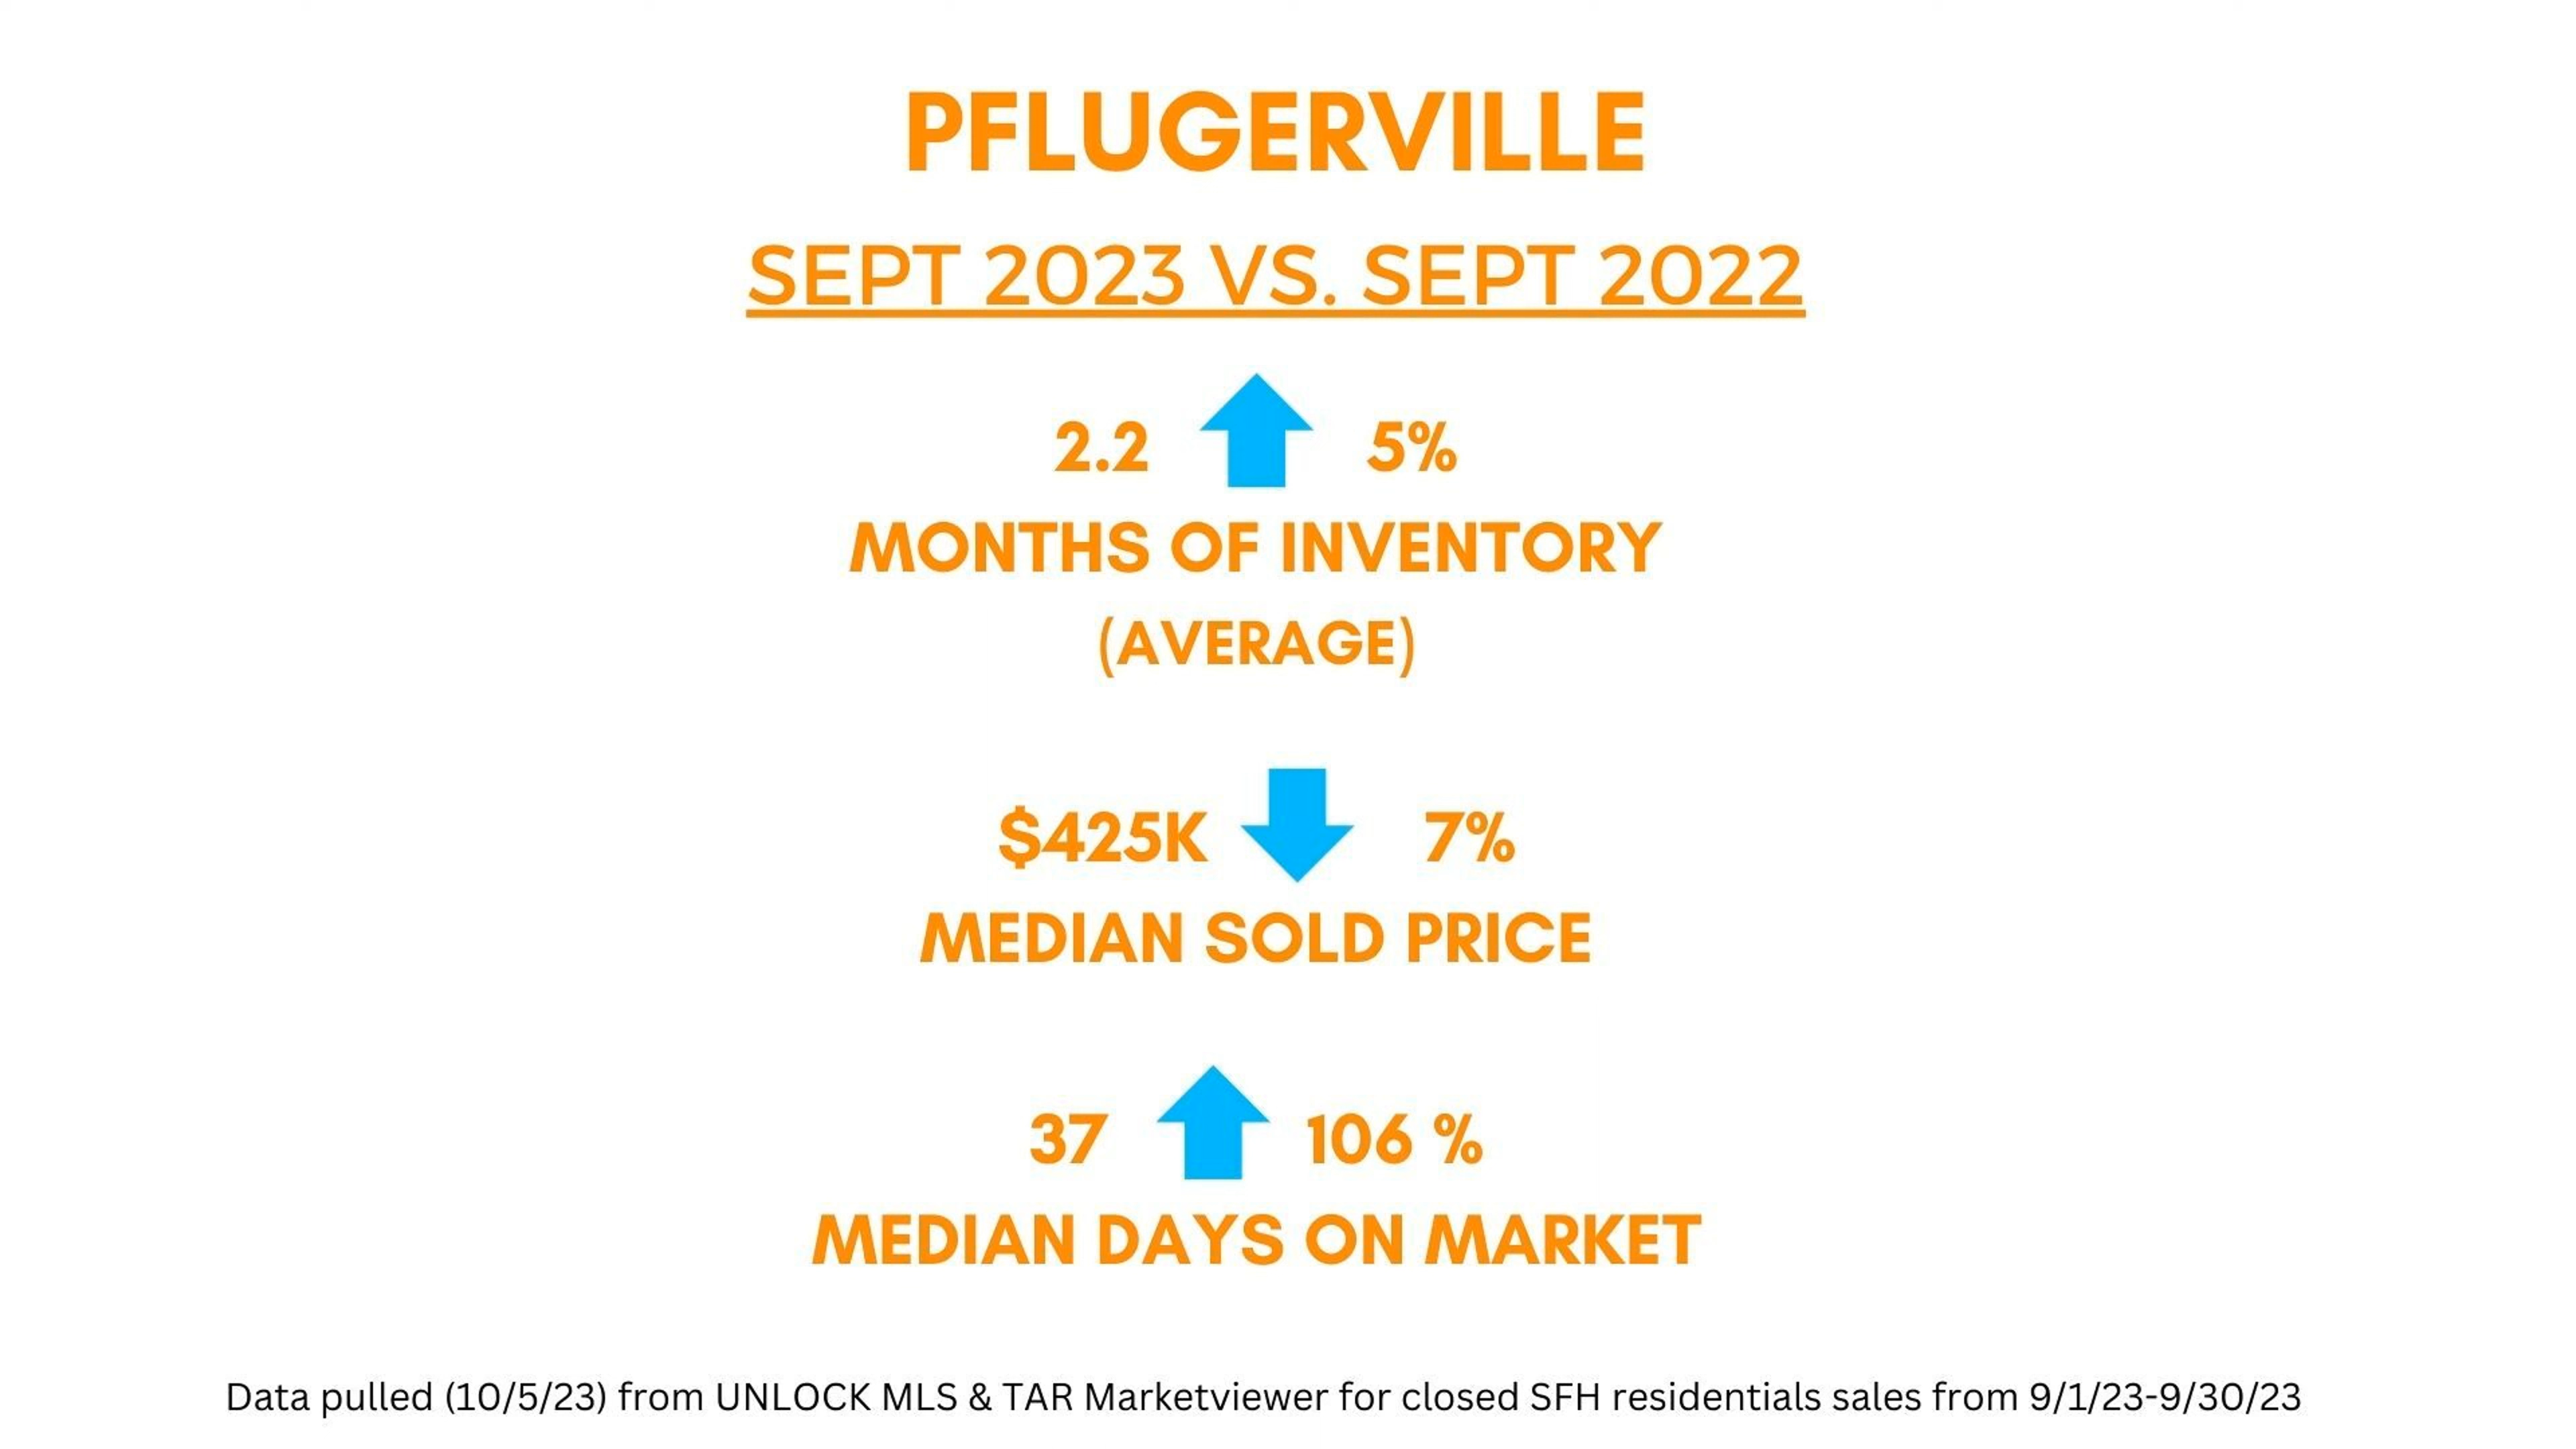 PFLUGERVILLE
SEPT 2023 VS. SEPT 2022
2.2 5%
MONTHS OF INVENTORY
(AVERAGE)
$425K 7%
MEDIAN SOLD PRICE
37 106 %
MEDIAN DAYS ON MARKET
Data pulled (10/5/23) from UNLOCK MLS & TAR Marketviewer for closed SFH residentials sales from 9/1/23-9/30/23